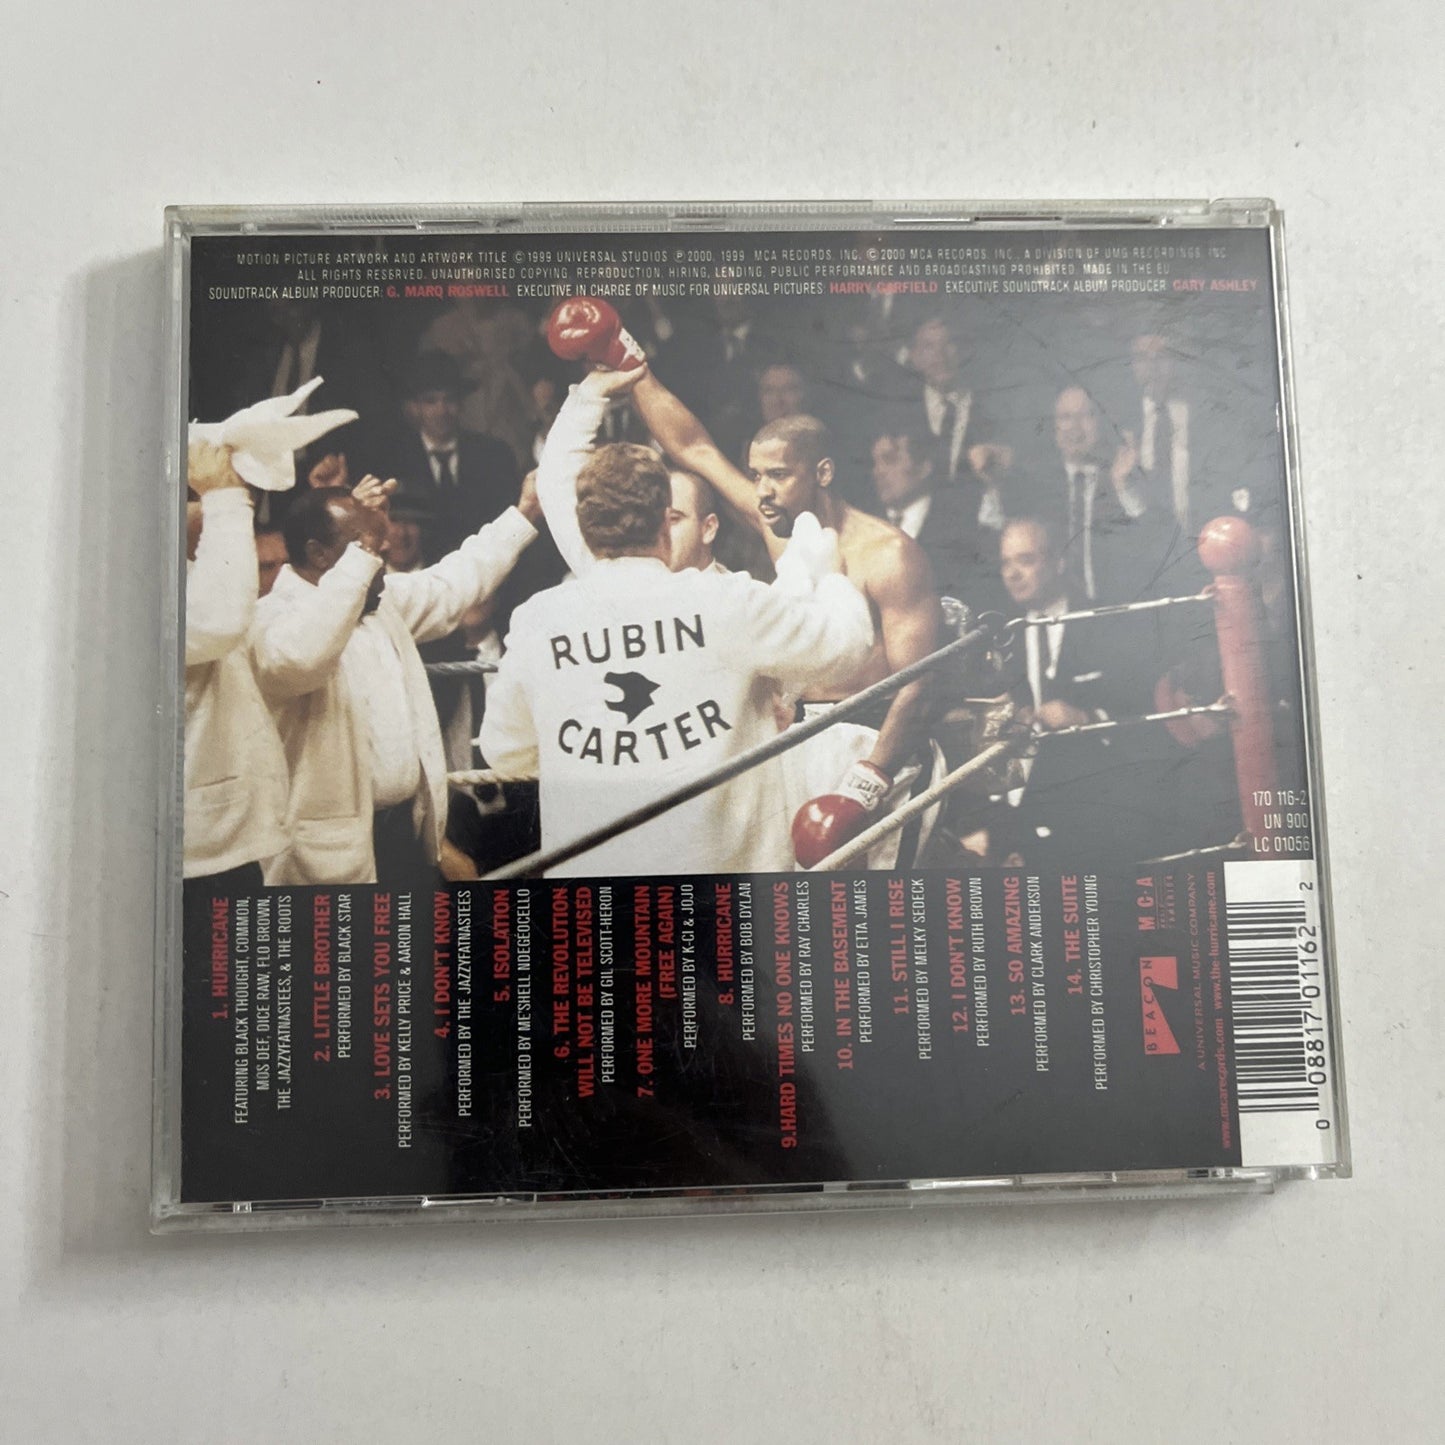 MOTION PICTURE ARTWORK AND ARTWORK TITLE © 1999 UNIVERSAL STUDIOS ℗ 2000, 1999 MCA RECORDS, INC. © 2000 MCA RECORDS, INC., A DIVISION OF UMG RECORDINGS, INC
ALL RIGHTS RESERVED. UNAUTHORISED COPYING, REPRODUCTION, HIRING, LENDING, PUBLIC PERFORMANCE AND BROADCASTING PROHIBITED. MADE IN THE EU
SOUNDTRACK ALBUM PRODUCER: G. MARQ ROSWELL EXECUTIVE IN CHARGE OF MUSIC FOR UNIVERSAL PICTURES: HARRY GARFIELD EXECUTIVE SOUNDTRACK ALBUM PRODUCER GARY ASHLEY
RUBIN
CARTER
170 116-2
UN 900
LC 01056
1. HURRICANE
FEATURING BLACK THOUGHT, COMMON,
MOS DEF, DICE RAW, FLO BROWN,
THE JAZZYFATNASTEES, & THE ROOTS
2. LITTLE BROTHER
PERFORMED BY BLACK STAR
3. LOVE SETS YOU FREE
PERFORMED BY KELLY PRICE & AARON HALL
4. I DON'T KNOW
PERFORMED BY THE JAZZYFATNASTEES
5. ISOLATION
PERFORMED BY ME'SHELL NDEGÉOCELLO
6. THE REVOLUTION
WILL NOT BE TELEVISED
PERFORMED BY GIL SCOTT-HERON
7. ONE MORE MOUNTAIN
(FREE AGAIN)
PERFORMED BY K-CI & JOJO
8. HURRICANE
PERFORMED BY BOB DYLAN
9.HARD TIMES NO ONE KNOWS
PERFORMED BY RAY CHARLES
10. IN THE BASEMENT
PERFORMED BY ETTA JAMES
11. STILL I RISE
PERFORMED BY MELKY SEDECK
12. I DON'T KNOW
PERFORMED BY RUTH BROWN
13. SO AMAZING
PERFORMED BY CLARK ANDERSON
14. THE SUITE
PERFORMED BY CHRISTOPHER YOUNG
BEACON
M·C·A
A UNIVERSAL MUSIC COMPANY
www.mcarecords.com www.the-hurricane.com
0 08817 01162 2